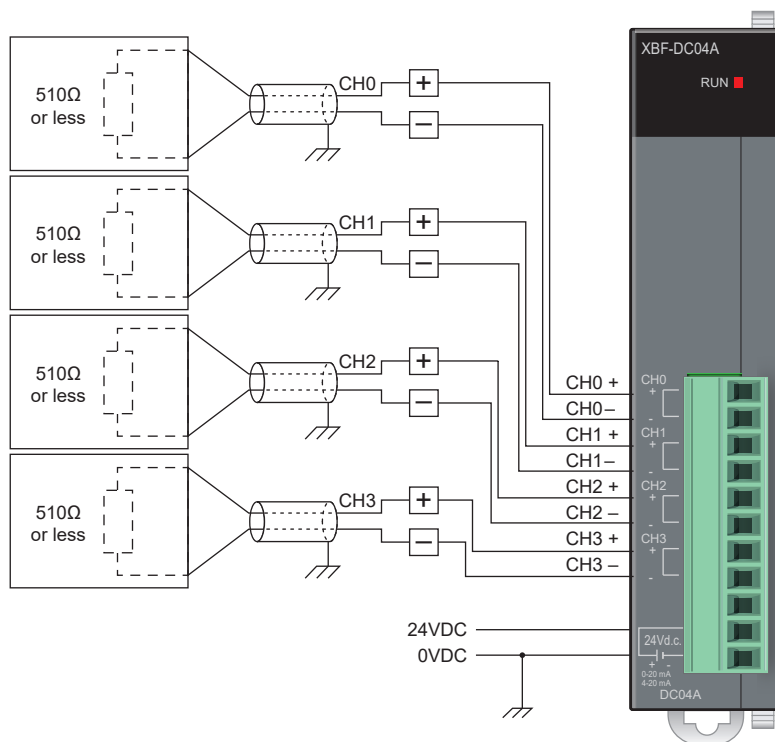 XBF-DC04A
RUN
510Ω
or less
CH0
+
−
510Ω
or less
CH1
+
−
510Ω
or less
CH2
+
−
510Ω
or less
CH3
+
−
CH0 +
CH0–
CH1 +
CH1–
CH2 +
CH2 –
CH3 +
CH3 –
CH0
+
-
CH1
+
-
CH2
+
-
CH3
+
-
24VDC
0VDC
24Vd.c.
+ -
0-20 mA
4-20 mA
DC04A